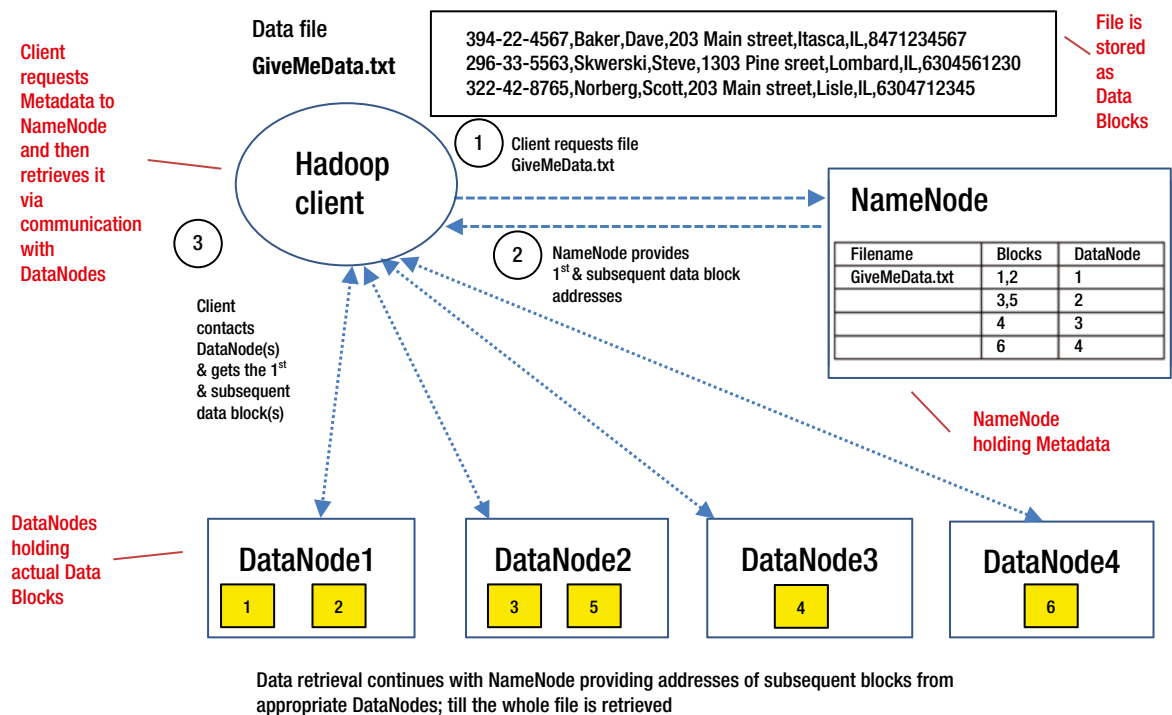 Client
requests
Metadata to
NameNode
and then
retrieves it
via
communication
with
DataNodes
Data file
GiveMeData.txt
394-22-4567,Baker,Dave,203 Main street,Itasca,IL,8471234567
296-33-5563,Skwerski,Steve,1303 Pine sreet,Lombard,IL,6304561230
322-42-8765,Norberg,Scott,203 Main street,Lisle,IL,6304712345
File is
stored
as
Data
Blocks
Hadoop
client
1
Client requests file
GiveMeData.txt
2
NameNode provides
1st & subsequent data block
addresses
3
Client
contacts
DataNode(s)
& gets the 1st
& subsequent
data block(s)
NameNode
Filename Blocks DataNode
GiveMeData.txt 1,2 1
3,5 2
4 3
6 4
NameNode
holding Metadata
DataNodes
holding
actual Data
Blocks
DataNode1
1 2
DataNode2
3 5
DataNode3
4
DataNode4
6
Data retrieval continues with NameNode providing addresses of subsequent blocks from
appropriate DataNodes; till the whole file is retrieved